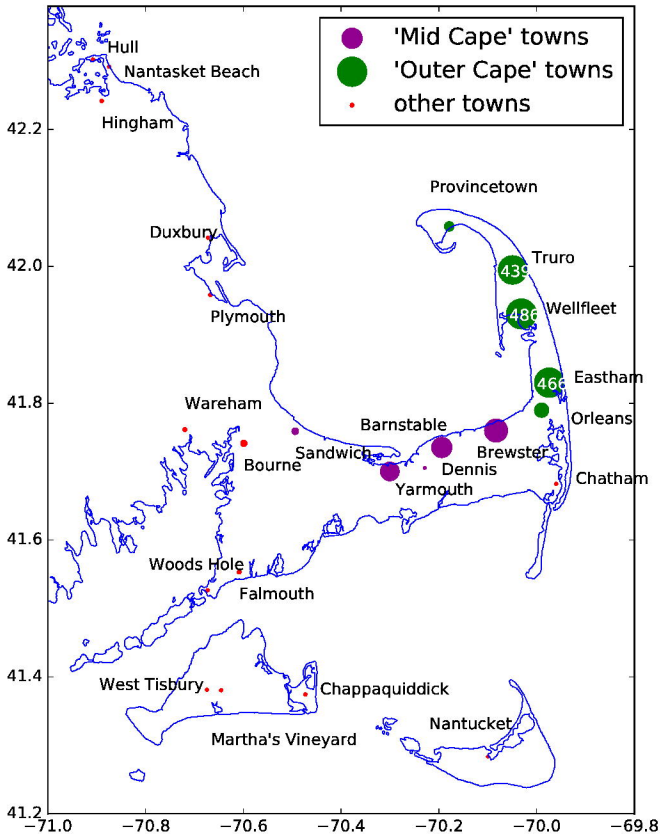 'Mid Cape' towns
'Outer Cape' towns
other towns
Hull
Nantasket Beach
Hingham
42.2
Provincetown
Duxbury
Truro
439
42.0
Plymouth
Wellfleet
486
Eastham
466
41.8
Wareham
Orleans
Barnstable
Sandwich
Brewster
Bourne
Dennis
Yarmouth
Chatham
41.6
Woods Hole
Falmouth
41.4
West Tisbury
Chappaquiddick
Martha's Vineyard
Nantucket
41.2
−71.0 −70.8 −70.6 −70.4 −70.2 −70.0 −69.8